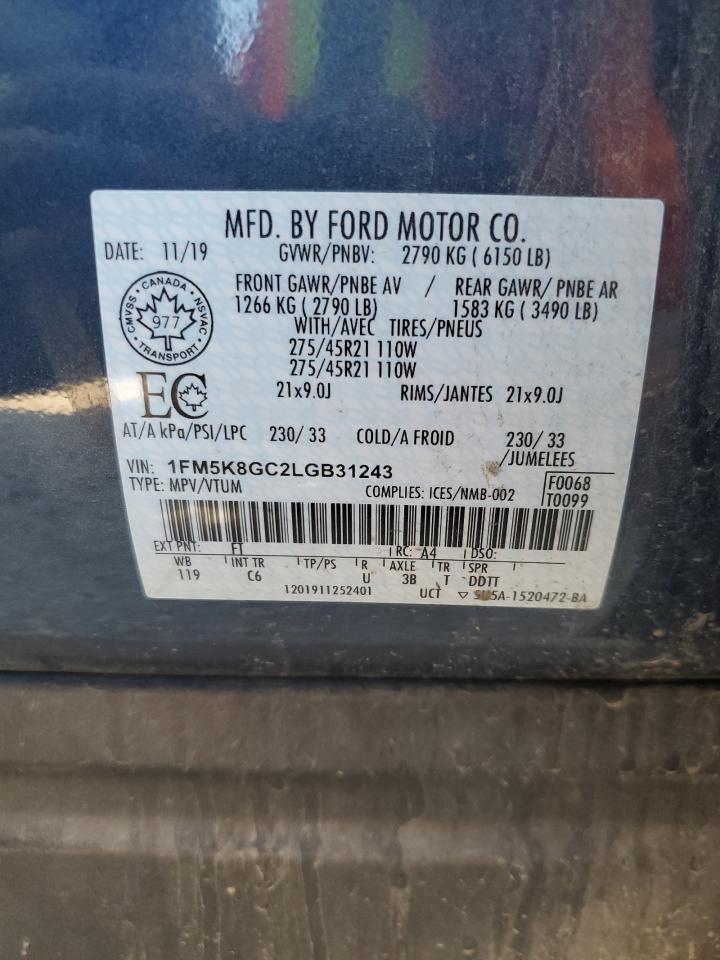 MFD. BY FORD MOTOR CO.
DATE: 11/19 GVWR/PNBV: 2790 KG ( 6150 LB)
FRONT GAWR/PNBE AV / REAR GAWR/ PNBE AR
1266 KG ( 2790 LB) 1583 KG ( 3490 LB)
CMVSS · CANADA · NSVAC
977
TRANSPORT
WITH/AVEC TIRES/PNEUS
275/45R21 110W
275/45R21 110W
EC
21x9.0J RIMS/JANTES 21x9.0J
AT/A kPa/PSI/LPC 230/ 33 COLD/A FROID 230/ 33
/JUMELEES
VIN: 1FM5K8GC2LGB31243
TYPE: MPV/VTUM COMPLIES: ICES/NMB-002
F0068
T0099
EXT PNT: FT RC: A4 DSO:
WB INT TR TP/PS R AXLE TR SPR
119 C6 U 3B T DDTT
1201911252401 UCT ▽ 5U5A-1520472-BA